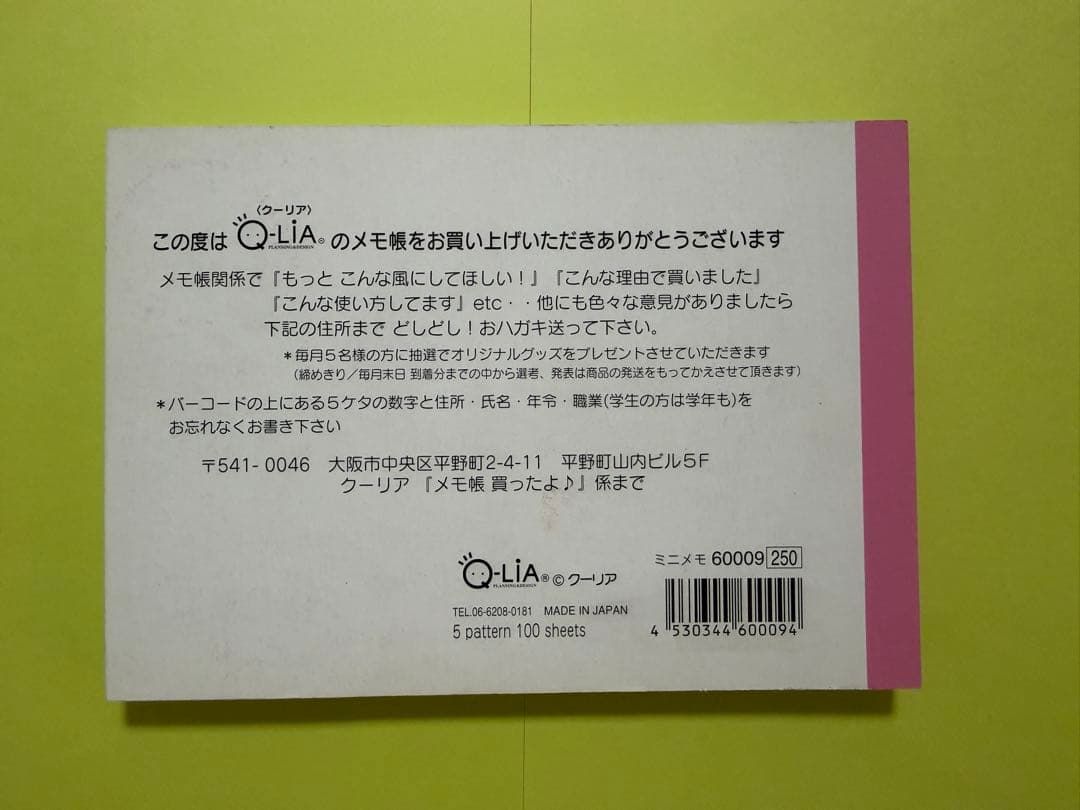 〈クーリア〉
この度は Q-LiA® のメモ帳をお買い上げいただきありがとうございます
PLANNING&DESIGN
メモ帳関係で『もっと こんな風にしてほしい！』『こんな理由で買いました』
『こんな使い方してます』etc・・他にも色々な意見がありましたら
下記の住所まで どしどし！おハガキ送って下さい。
＊毎月５名様の方に抽選でオリジナルグッズをプレゼントさせていただきます
（締めきり／毎月末日 到着分までの中から選考、発表は商品の発送をもってかえさせて頂きます）
＊バーコードの上にある５ケタの数字と住所・氏名・年令・職業(学生の方は学年も)を
お忘れなくお書き下さい
〒541-0046 大阪市中央区平野町2-4-11 平野町山内ビル５F
クーリア 『メモ帳 買ったよ♪』係まで
ミニメモ 60009 250
Q-LiA® © クーリア
PLANNING&DESIGN
TEL.06-6208-0181 MADE IN JAPAN
5 pattern 100 sheets
4 530344 600094